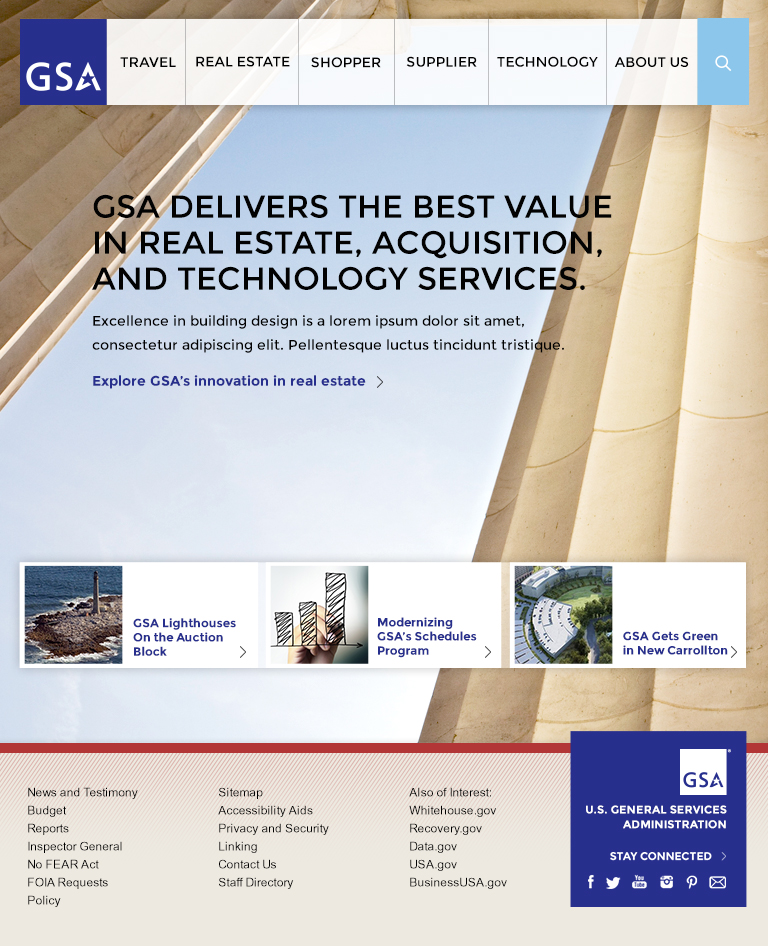 GSA
TRAVEL
REAL ESTATE
SHOPPER
SUPPLIER
TECHNOLOGY
ABOUT US
GSA DELIVERS THE BEST VALUE
IN REAL ESTATE, ACQUISITION,
AND TECHNOLOGY SERVICES.
Excellence in building design is a lorem ipsum dolor sit amet,
consectetur adipiscing elit. Pellentesque luctus tincidunt tristique.
Explore GSA's innovation in real estate
GSA Lighthouses
On the Auction
Block
Modernizing
GSA's Schedules
Program
GSA Gets Green
in New Carrollton
News and Testimony
Budget
Reports
Inspector General
No FEAR Act
FOIA Requests
Policy
Sitemap
Accessibility Aids
Privacy and Security
Linking
Contact Us
Staff Directory
Also of Interest:
Whitehouse.gov
Recovery.gov
Data.gov
USA.gov
BusinessUSA.gov
GSA
U.S. GENERAL SERVICES
ADMINISTRATION
STAY CONNECTED
You
Tube